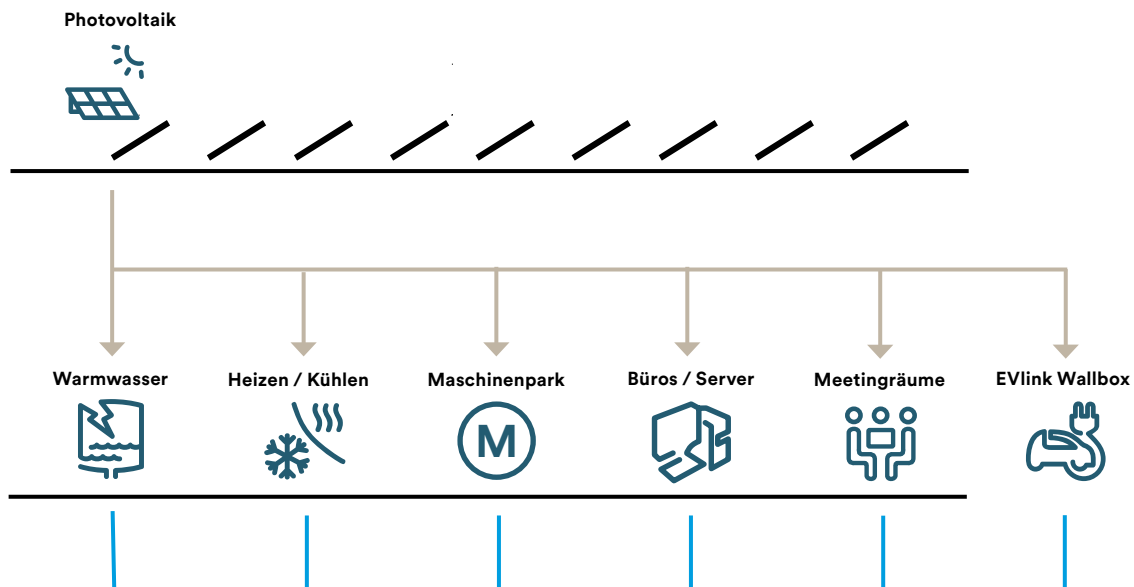 Photovoltaik
Warmwasser
Heizen / Kühlen
Maschinenpark
Büros / Server
Meetingräume
EVlink Wallbox
M